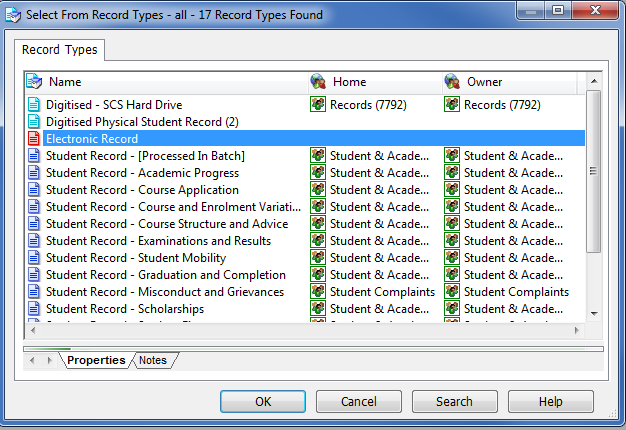 Select From Record Types - all - 17 Record Types Found
Record Types
Name Home Owner
Digitised - SCS Hard Drive Records (7792) Records (7792)
Digitised Physical Student Record (2)
Electronic Record
Student Record - [Processed In Batch] Student & Acade... Student & Acade...
Student Record - Academic Progress Student & Acade... Student & Acade...
Student Record - Course Application Student & Acade... Student & Acade...
Student Record - Course and Enrolment Variati... Student & Acade... Student & Acade...
Student Record - Course Structure and Advice Student & Acade... Student & Acade...
Student Record - Examinations and Results Student & Acade... Student & Acade...
Student Record - Student Mobility Student & Acade... Student & Acade...
Student Record - Graduation and Completion Student & Acade... Student & Acade...
Student Record - Misconduct and Grievances Student Complaints Student Complaints
Student Record - Scholarships Student & Acade... Student & Acade...
Properties Notes
OK Cancel Search Help